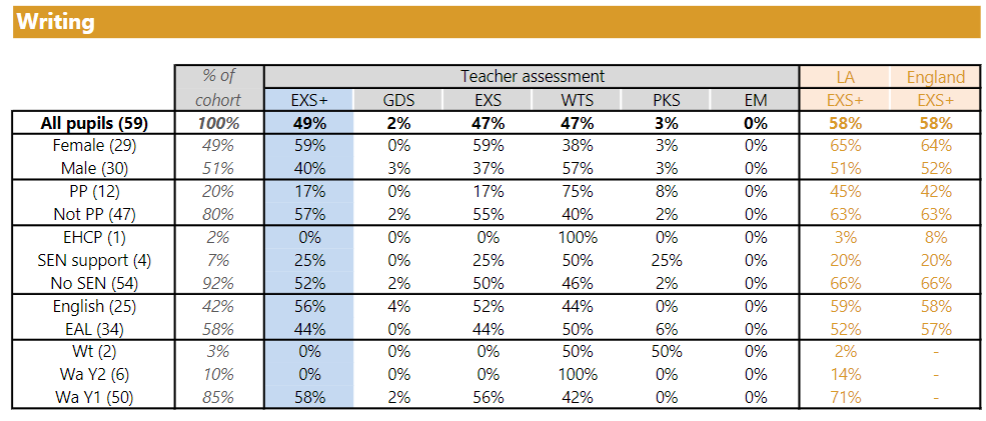 Writing
% of Teacher assessment LA England
cohort EXS+ GDS EXS WTS PKS EM EXS+ EXS+
All pupils (59) 100% 49% 2% 47% 47% 3% 0% 58% 58%
Female (29) 49% 59% 0% 59% 38% 3% 0% 65% 64%
Male (30) 51% 40% 3% 37% 57% 3% 0% 51% 52%
PP (12) 20% 17% 0% 17% 75% 8% 0% 45% 42%
Not PP (47) 80% 57% 2% 55% 40% 2% 0% 63% 63%
EHCP (1) 2% 0% 0% 0% 100% 0% 0% 3% 8%
SEN support (4) 7% 25% 0% 25% 50% 25% 0% 20% 20%
No SEN (54) 92% 52% 2% 50% 46% 2% 0% 66% 66%
English (25) 42% 56% 4% 52% 44% 0% 0% 59% 58%
EAL (34) 58% 44% 0% 44% 50% 6% 0% 52% 57%
Wt (2) 3% 0% 0% 0% 50% 50% 0% 2% -
Wa Y2 (6) 10% 0% 0% 0% 100% 0% 0% 14% -
Wa Y1 (50) 85% 58% 2% 56% 42% 0% 0% 71% -